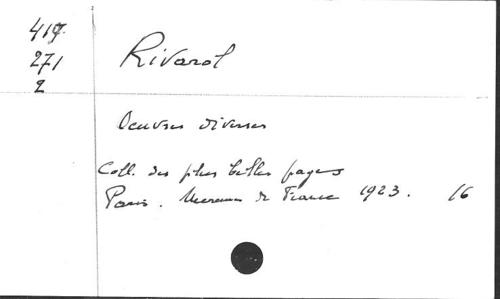 419.
271
2
Rivarol
Oeuvres diverses
Coll. des plus belles pages
Paris. Mercure de France 1923. 16